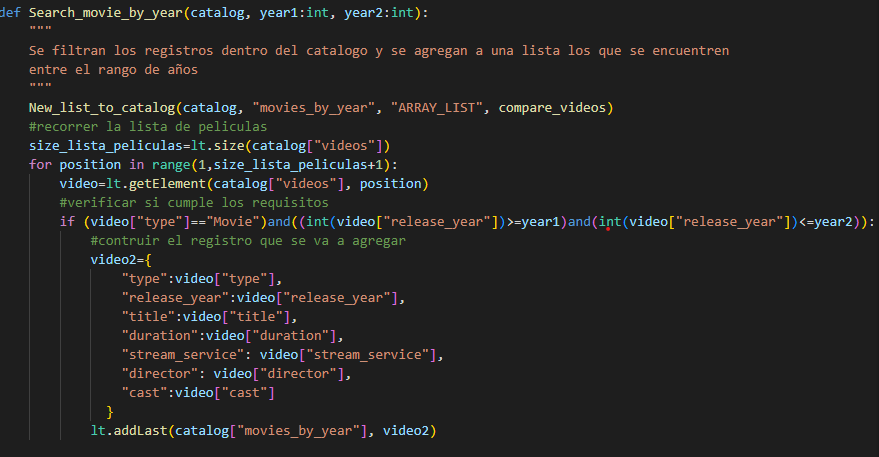 def Search_movie_by_year(catalog, year1:int, year2:int):
    """
    Se filtran los registros dentro del catalogo y se agregan a una lista los que se encuentren
    entre el rango de años
    """
    New_list_to_catalog(catalog, "movies_by_year", "ARRAY_LIST", compare_videos)
    #recorrer la lista de peliculas
    size_lista_peliculas=lt.size(catalog["videos"])
    for position in range(1,size_lista_peliculas+1):
        video=lt.getElement(catalog["videos"], position)
        #verificar si cumple los requisitos
        if (video["type"]=="Movie")and((int(video["release_year"])>=year1)and(int(video["release_year"])<=year2)):
            #contruir el registro que se va a agregar
            video2={
                "type":video["type"],
                "release_year":video["release_year"],
                "title":video["title"],
                "duration":video["duration"],
                "stream_service": video["stream_service"],
                "director": video["director"],
                "cast":video["cast"]
              }
            lt.addLast(catalog["movies_by_year"], video2)